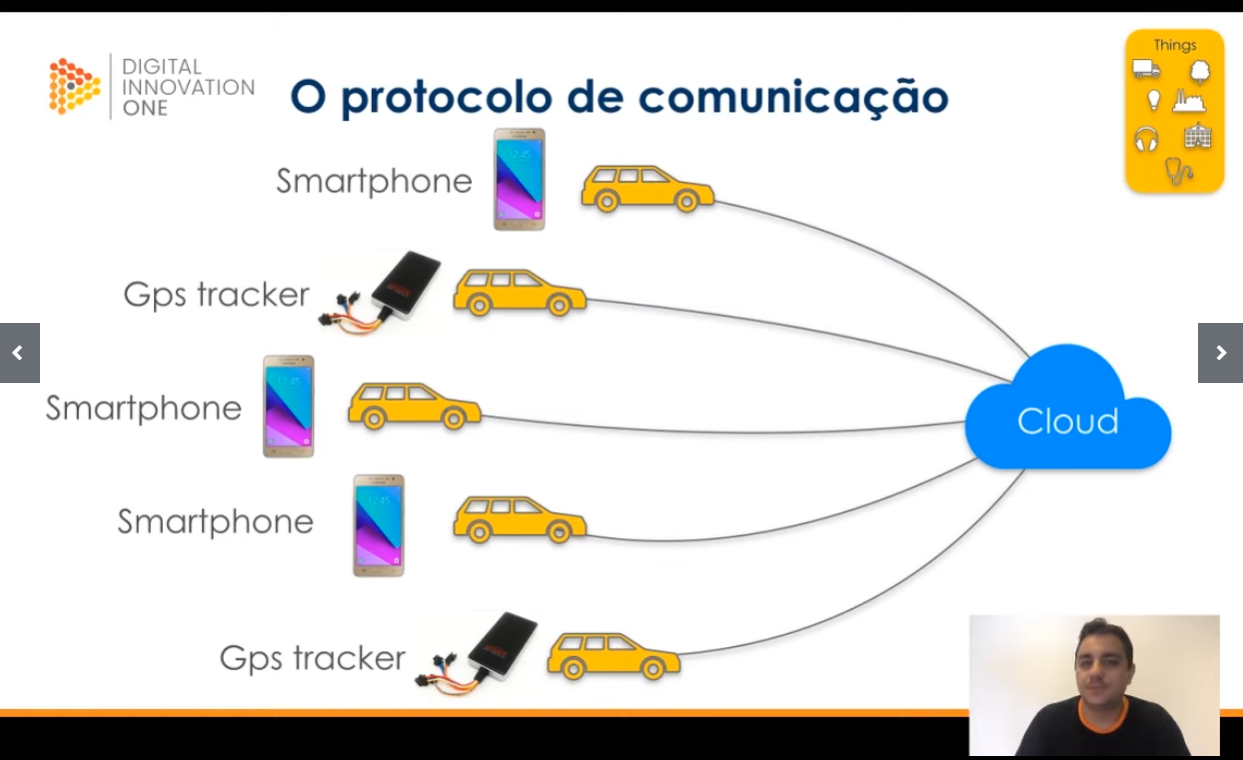 DIGITAL
INNOVATION
ONE
O protocolo de comunicação
Things
Smartphone
Gps tracker
Smartphone
Cloud
Smartphone
Gps tracker